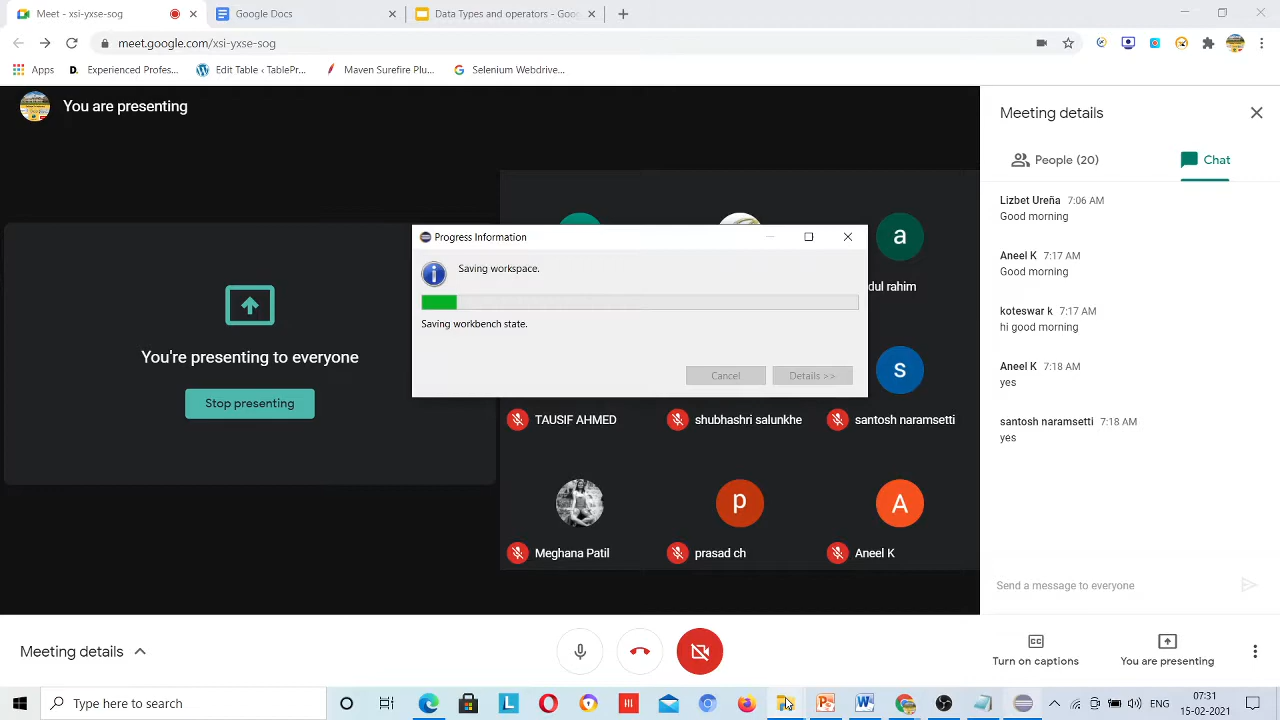 Meet - xsi-yxse-sog
Google Docs
Data Types and operators - Goo
meet.google.com/xsi-yxse-sog
Apps
D. Experienced Profes...
Edit Table ‹ TablePr...
Maven Surefire Plu...
Selenium Webdrive...
You are presenting
Meeting details
People (20)
Chat
Lizbet Ureña 7:06 AM
Good morning
Aneel K 7:17 AM
Good morning
koteswar k 7:17 AM
hi good morning
Aneel K 7:18 AM
yes
santosh naramsetti 7:18 AM
yes
Send a message to everyone
You're presenting to everyone
Stop presenting
Progress Information
Saving workspace.
Saving workbench state.
Cancel
Details >>
a
dul rahim
s
TAUSIF AHMED
shubhashri salunkhe
santosh naramsetti
p
A
Meghana Patil
prasad ch
Aneel K
Meeting details
Turn on captions
You are presenting
Type here to search
ENG
07:31
15-02-2021